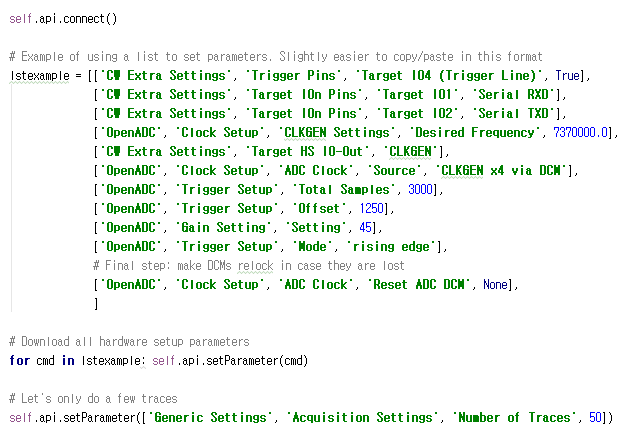 self.api.connect()
# Example of using a list to set parameters. Slightly easier to copy/paste in this format
lstexample = [['CW Extra Settings', 'Trigger Pins', 'Target IO4 (Trigger Line)', True],
['CW Extra Settings', 'Target IOn Pins', 'Target IO1', 'Serial RXD'],
['CW Extra Settings', 'Target IOn Pins', 'Target IO2', 'Serial TXD'],
['OpenADC', 'Clock Setup', 'CLKGEN Settings', 'Desired Frequency', 7370000.0],
['CW Extra Settings', 'Target HS IO-Out', 'CLKGEN'],
['OpenADC', 'Clock Setup', 'ADC Clock', 'Source', 'CLKGEN x4 via DCM'],
['OpenADC', 'Trigger Setup', 'Total Samples', 3000],
['OpenADC', 'Trigger Setup', 'Offset', 1250],
['OpenADC', 'Gain Setting', 'Setting', 45],
['OpenADC', 'Trigger Setup', 'Mode', 'rising edge'],
# Final step: make DCMs relock in case they are lost
['OpenADC', 'Clock Setup', 'ADC Clock', 'Reset ADC DCM', None],
]
# Download all hardware setup parameters
for cmd in lstexample: self.api.setParameter(cmd)
# Let's only do a few traces
self.api.setParameter(['Generic Settings', 'Acquisition Settings', 'Number of Traces', 50])